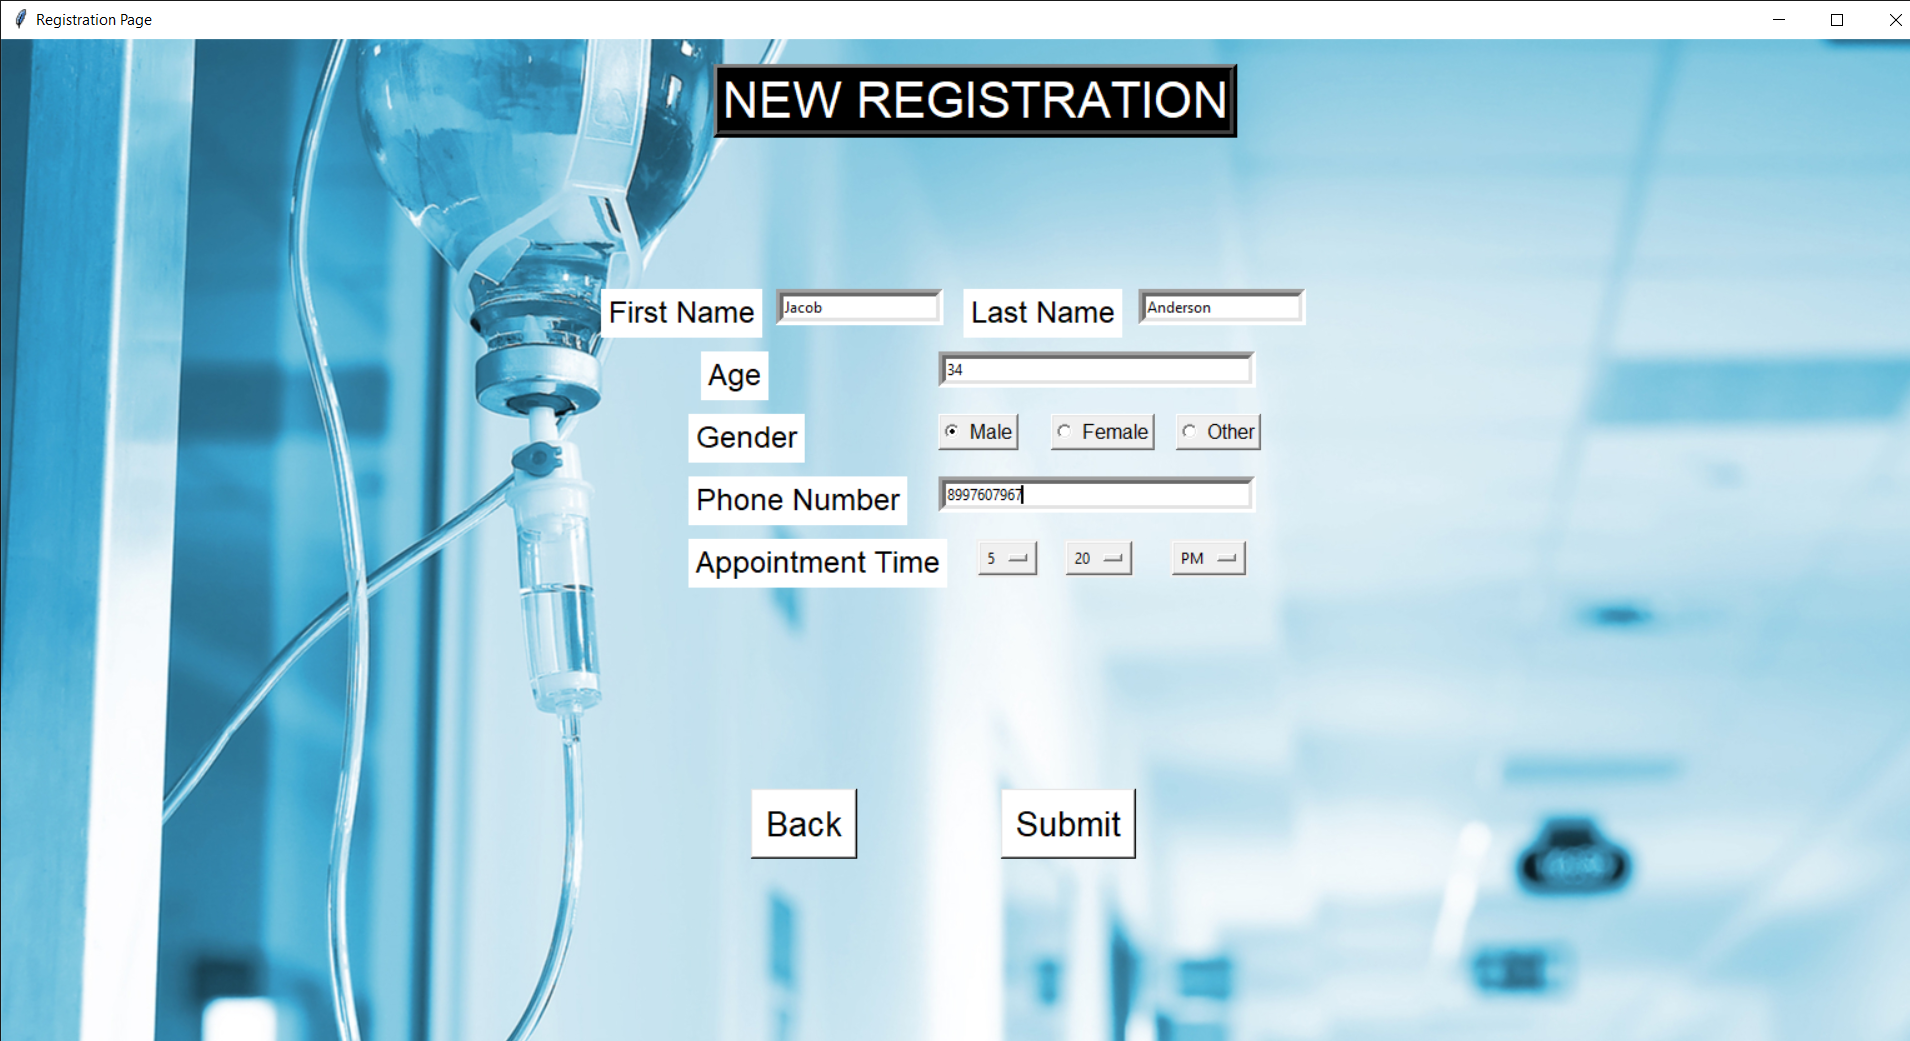 Registration Page
NEW REGISTRATION
First Name Jacob Last Name Anderson
Age 34
Gender Male Female Other
Phone Number 8997607967
Appointment Time 5 20 PM
Back Submit